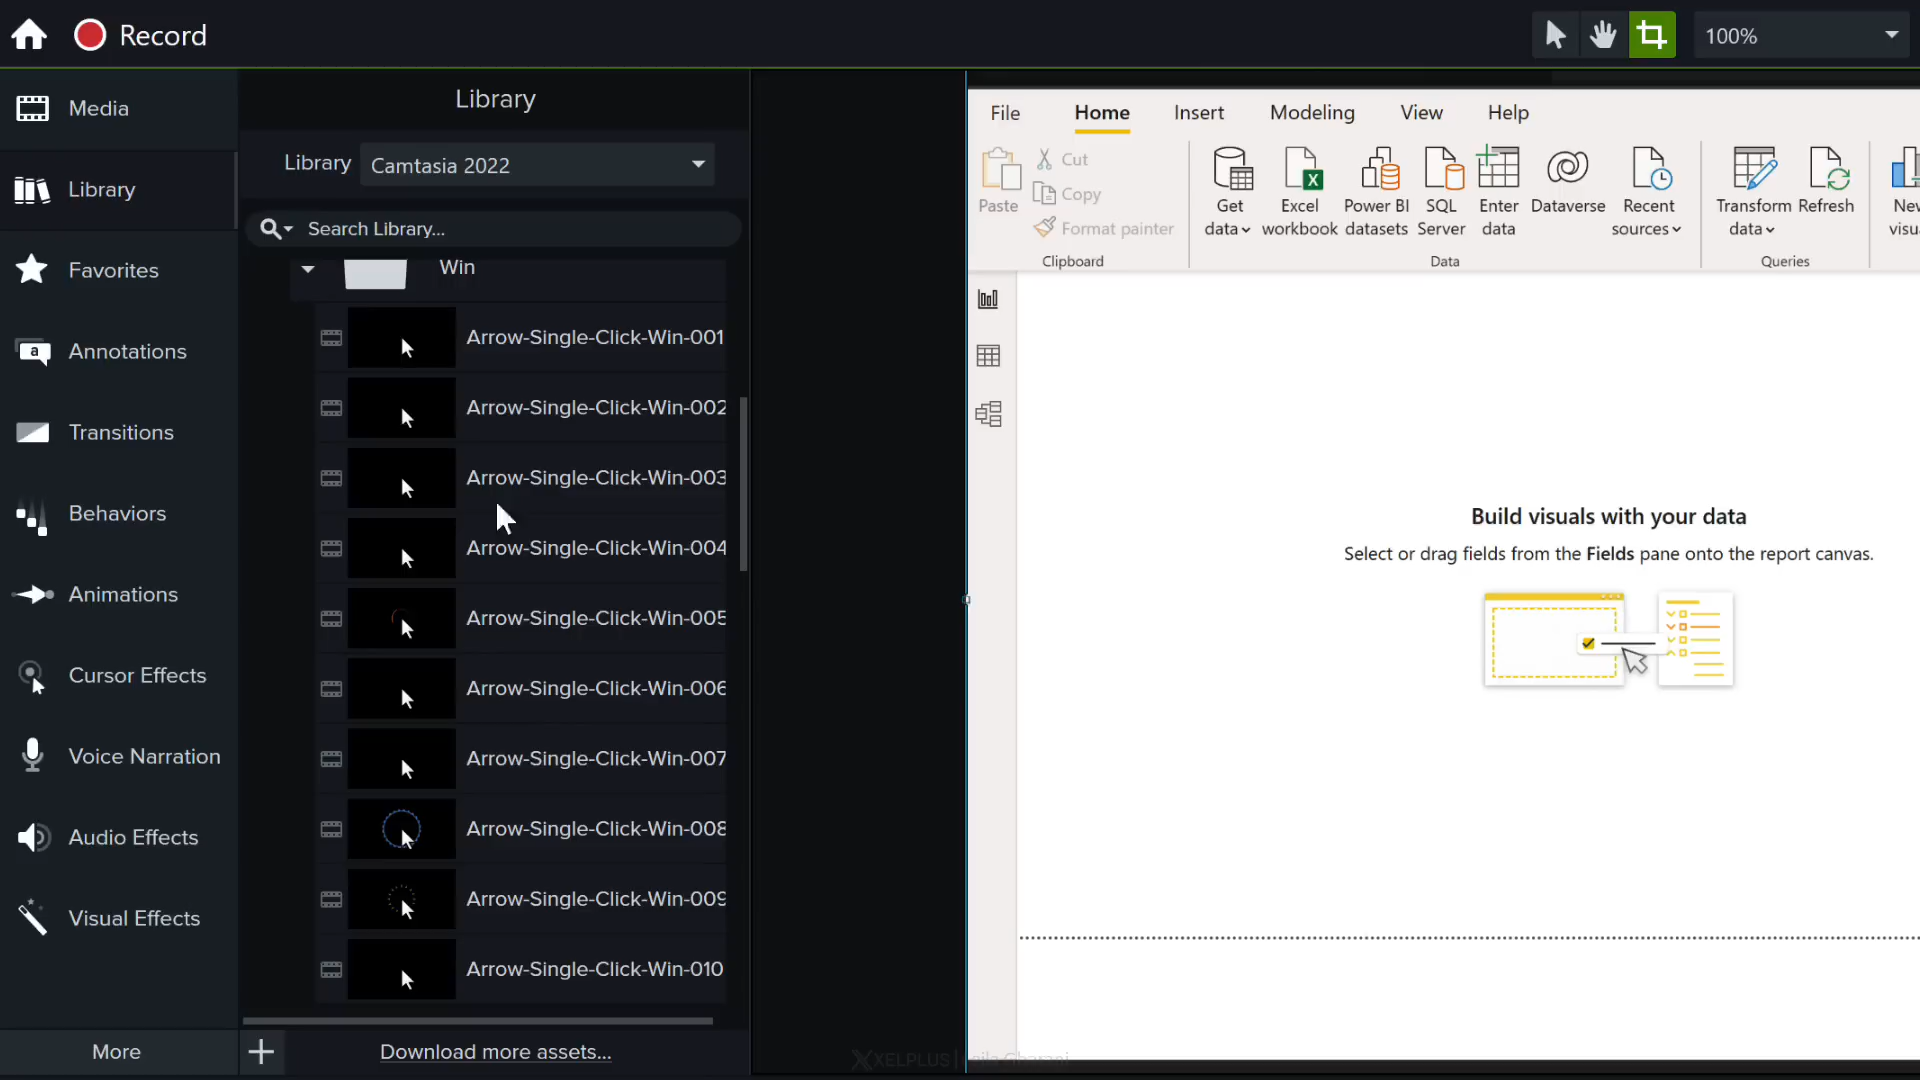 Record
100%
Media
Library
Favorites
Annotations
Transitions
Behaviors
Animations
Cursor Effects
Voice Narration
Audio Effects
Visual Effects
More
Library
Library Camtasia 2022
Search Library...
Win
Arrow-Single-Click-Win-001
Arrow-Single-Click-Win-002
Arrow-Single-Click-Win-003
Arrow-Single-Click-Win-004
Arrow-Single-Click-Win-005
Arrow-Single-Click-Win-006
Arrow-Single-Click-Win-007
Arrow-Single-Click-Win-008
Arrow-Single-Click-Win-009
Arrow-Single-Click-Win-010
Download more assets...
File Home Insert Modeling View Help
Paste
Cut
Copy
Format painter
Clipboard
Get
data
Excel
workbook
Power BI
datasets
SQL
Server
Enter
data
Dataverse
Recent
sources
Data
Transform
data
Refresh
Queries
Build visuals with your data
Select or drag fields from the Fields pane onto the report canvas.
XELPLUS